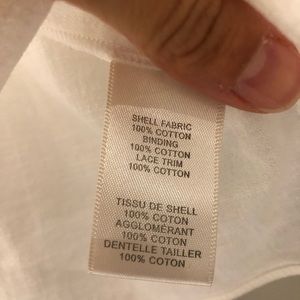 SHELL FABRIC
100% COTTON
BINDING
100% COTTON
LACE TRIM
100% COTTON
TISSU DE SHELL
100% COTON
AGGLOMÉRANT
100% COTON
DENTELLE TAILLER
100% COTON